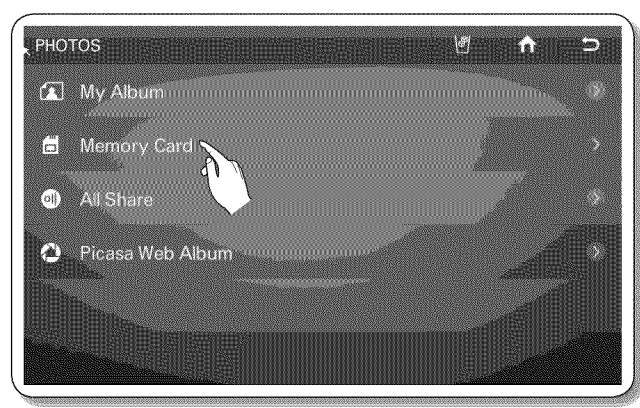 PHOTOS
My Album
Memory Card
All Share
Picasa Web Album